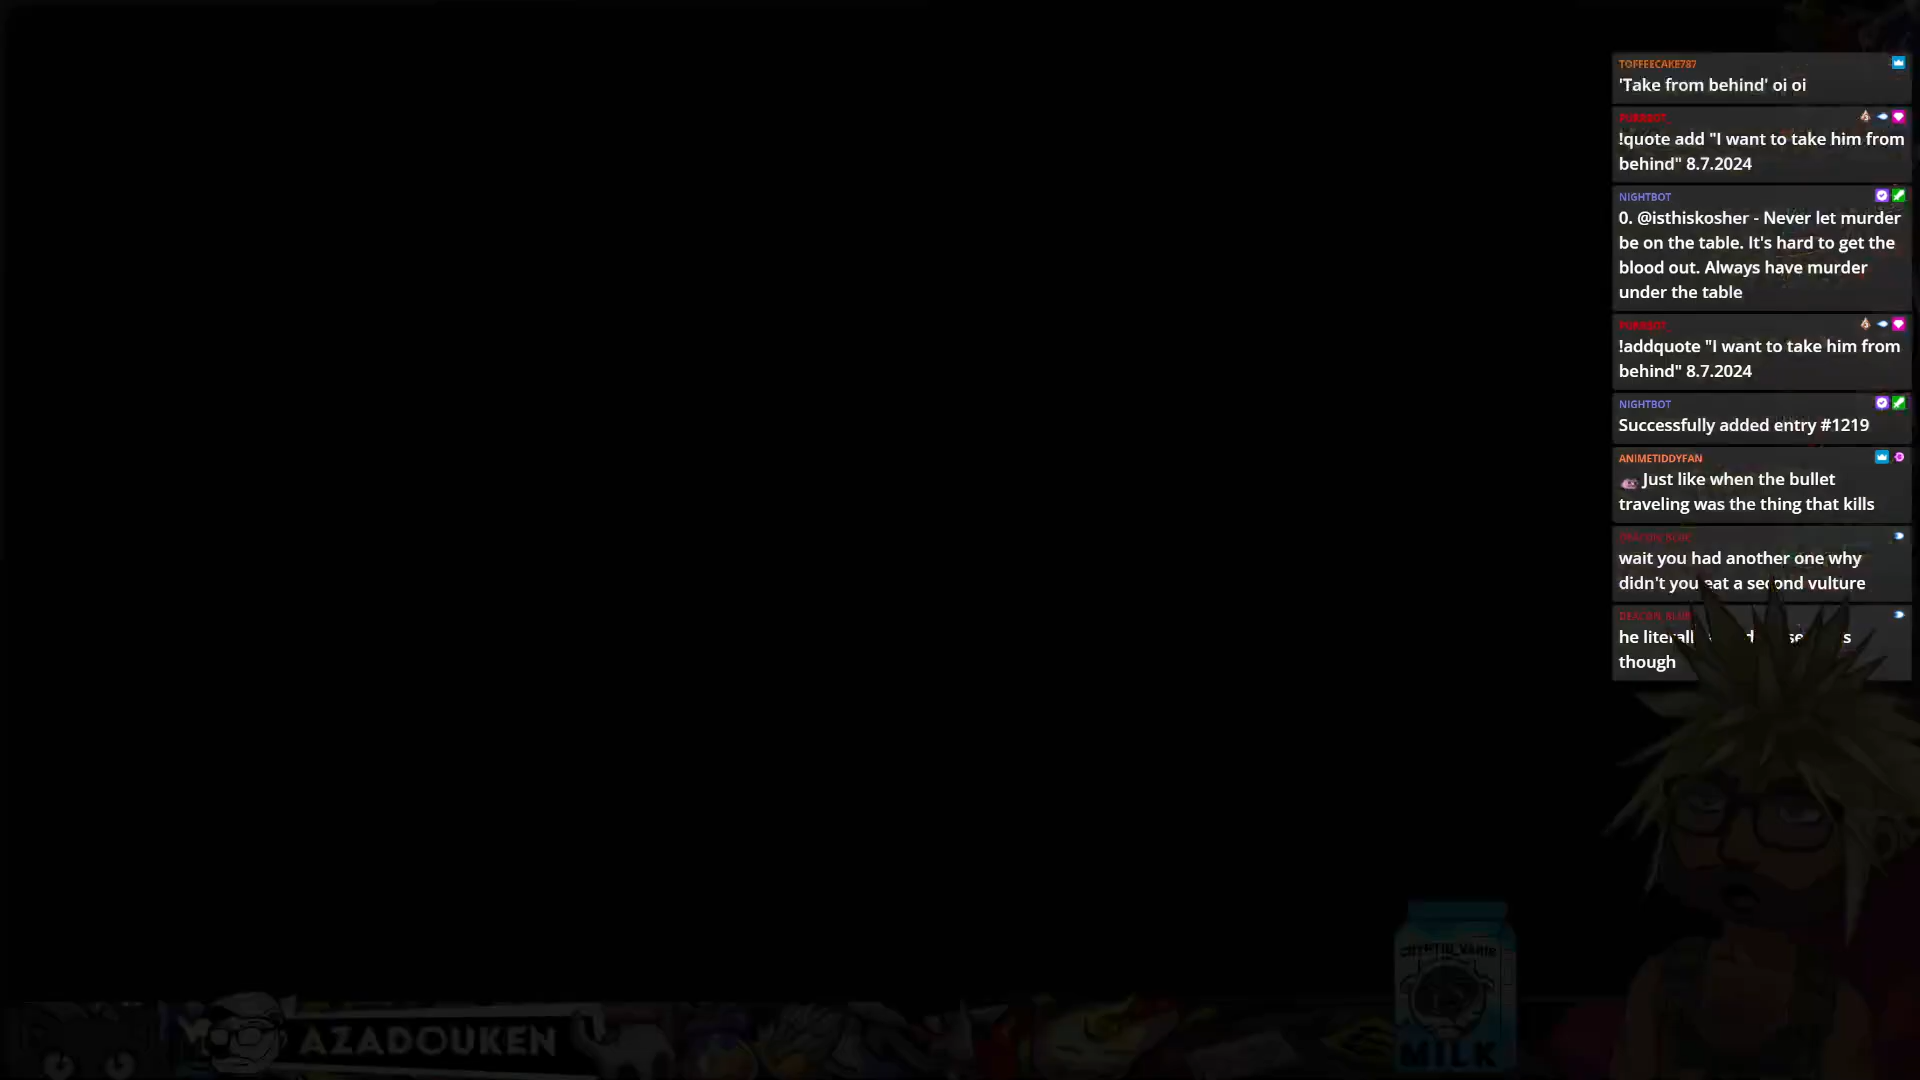 TOFFEECAKE787
'Take from behind' oi oi
PURRBOT_
!quote add "I want to take him from
behind" 8.7.2024
NIGHTBOT
0. @isthiskosher - Never let murder
be on the table. It's hard to get the
blood out. Always have murder
under the table
PURRBOT_
!addquote "I want to take him from
behind" 8.7.2024
NIGHTBOT
Successfully added entry #1219
ANIMETIDDYFAN
Just like when the bullet
traveling was the thing that kills
DEACON_BLUE
wait you had another one why
didn't you eat a second vulture
DEACON_BLUE
he
though
AZADOUKEN
MILK